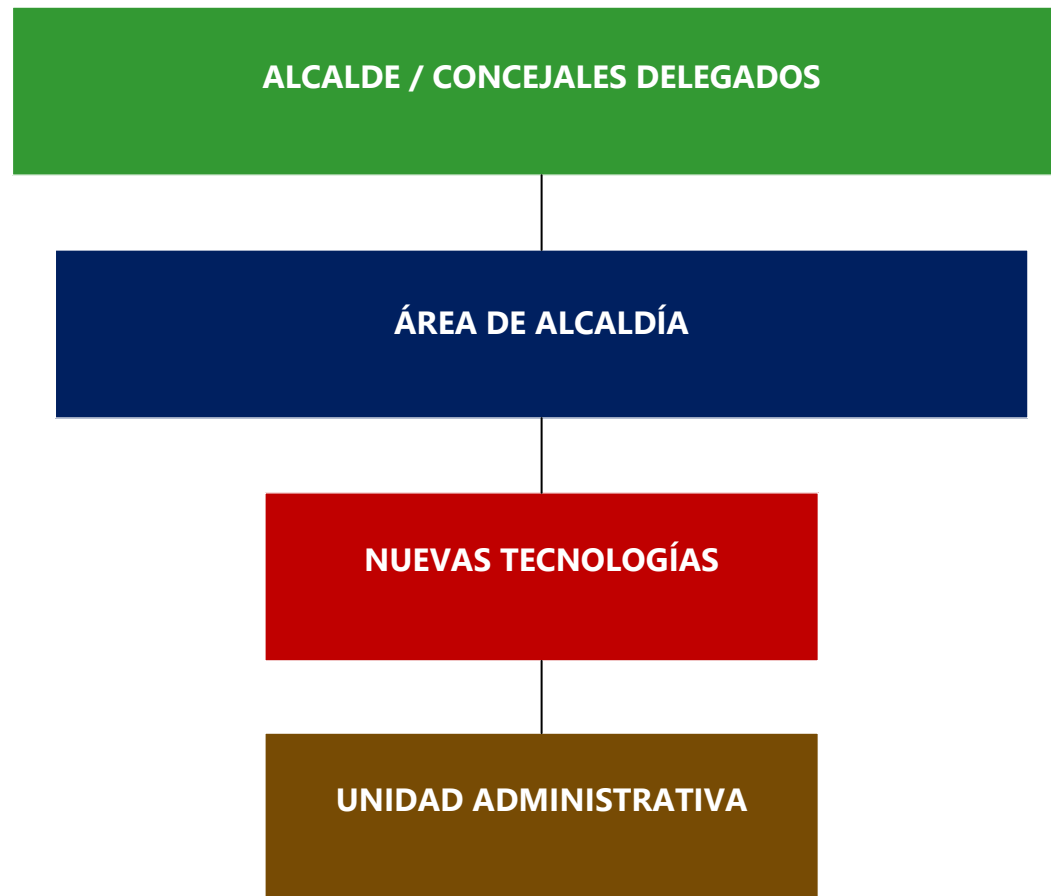 ALCALDE / CONCEJALES DELEGADOS
ÁREA DE ALCALDÍA
NUEVAS TECNOLOGÍAS
UNIDAD ADMINISTRATIVA